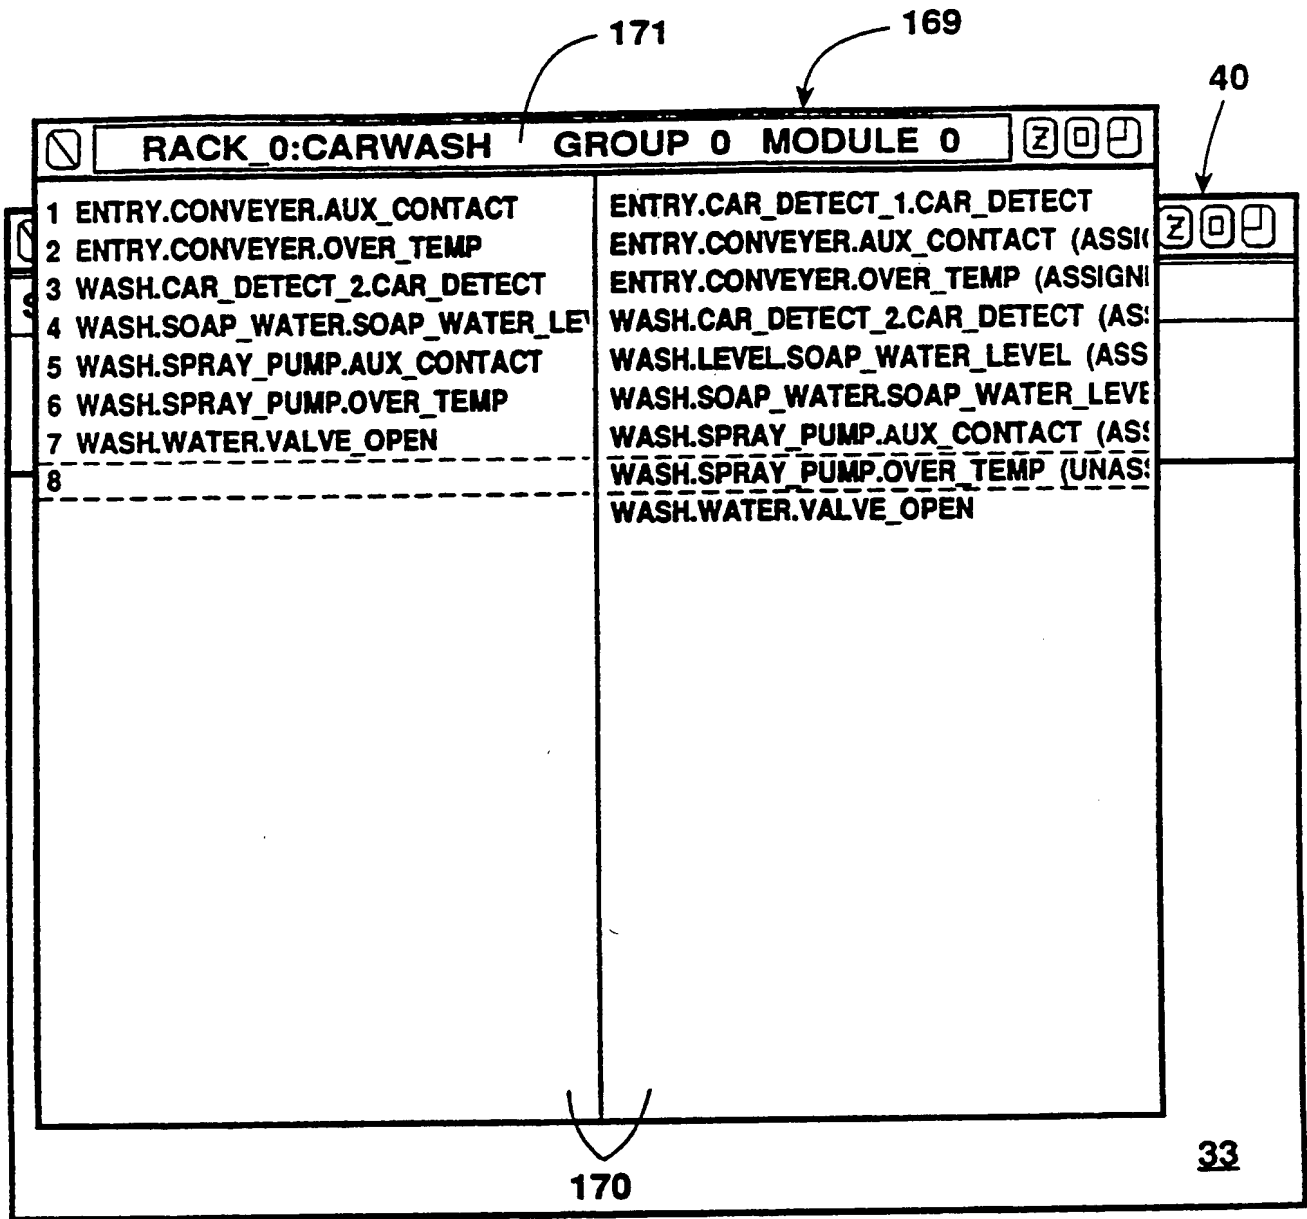 171
169
40
RACK_0:CARWASH GROUP 0 MODULE 0
1 ENTRY.CONVEYER.AUX_CONTACT
2 ENTRY.CONVEYER.OVER_TEMP
3 WASH.CAR_DETECT_2.CAR_DETECT
4 WASH.SOAP_WATER.SOAP_WATER_LEV
5 WASH.SPRAY_PUMP.AUX_CONTACT
6 WASH.SPRAY_PUMP.OVER_TEMP
7 WASH.WATER.VALVE_OPEN
8
ENTRY.CAR_DETECT_1.CAR_DETECT
ENTRY.CONVEYER.AUX_CONTACT (ASSI
ENTRY.CONVEYER.OVER_TEMP (ASSIGN
WASH.CAR_DETECT_2.CAR_DETECT (AS
WASH.LEVEL.SOAP_WATER_LEVEL (ASS
WASH.SOAP_WATER.SOAP_WATER_LEVE
WASH.SPRAY_PUMP.AUX_CONTACT (AS
WASH.SPRAY_PUMP.OVER_TEMP (UNAS
WASH.WATER.VALVE_OPEN
170
33